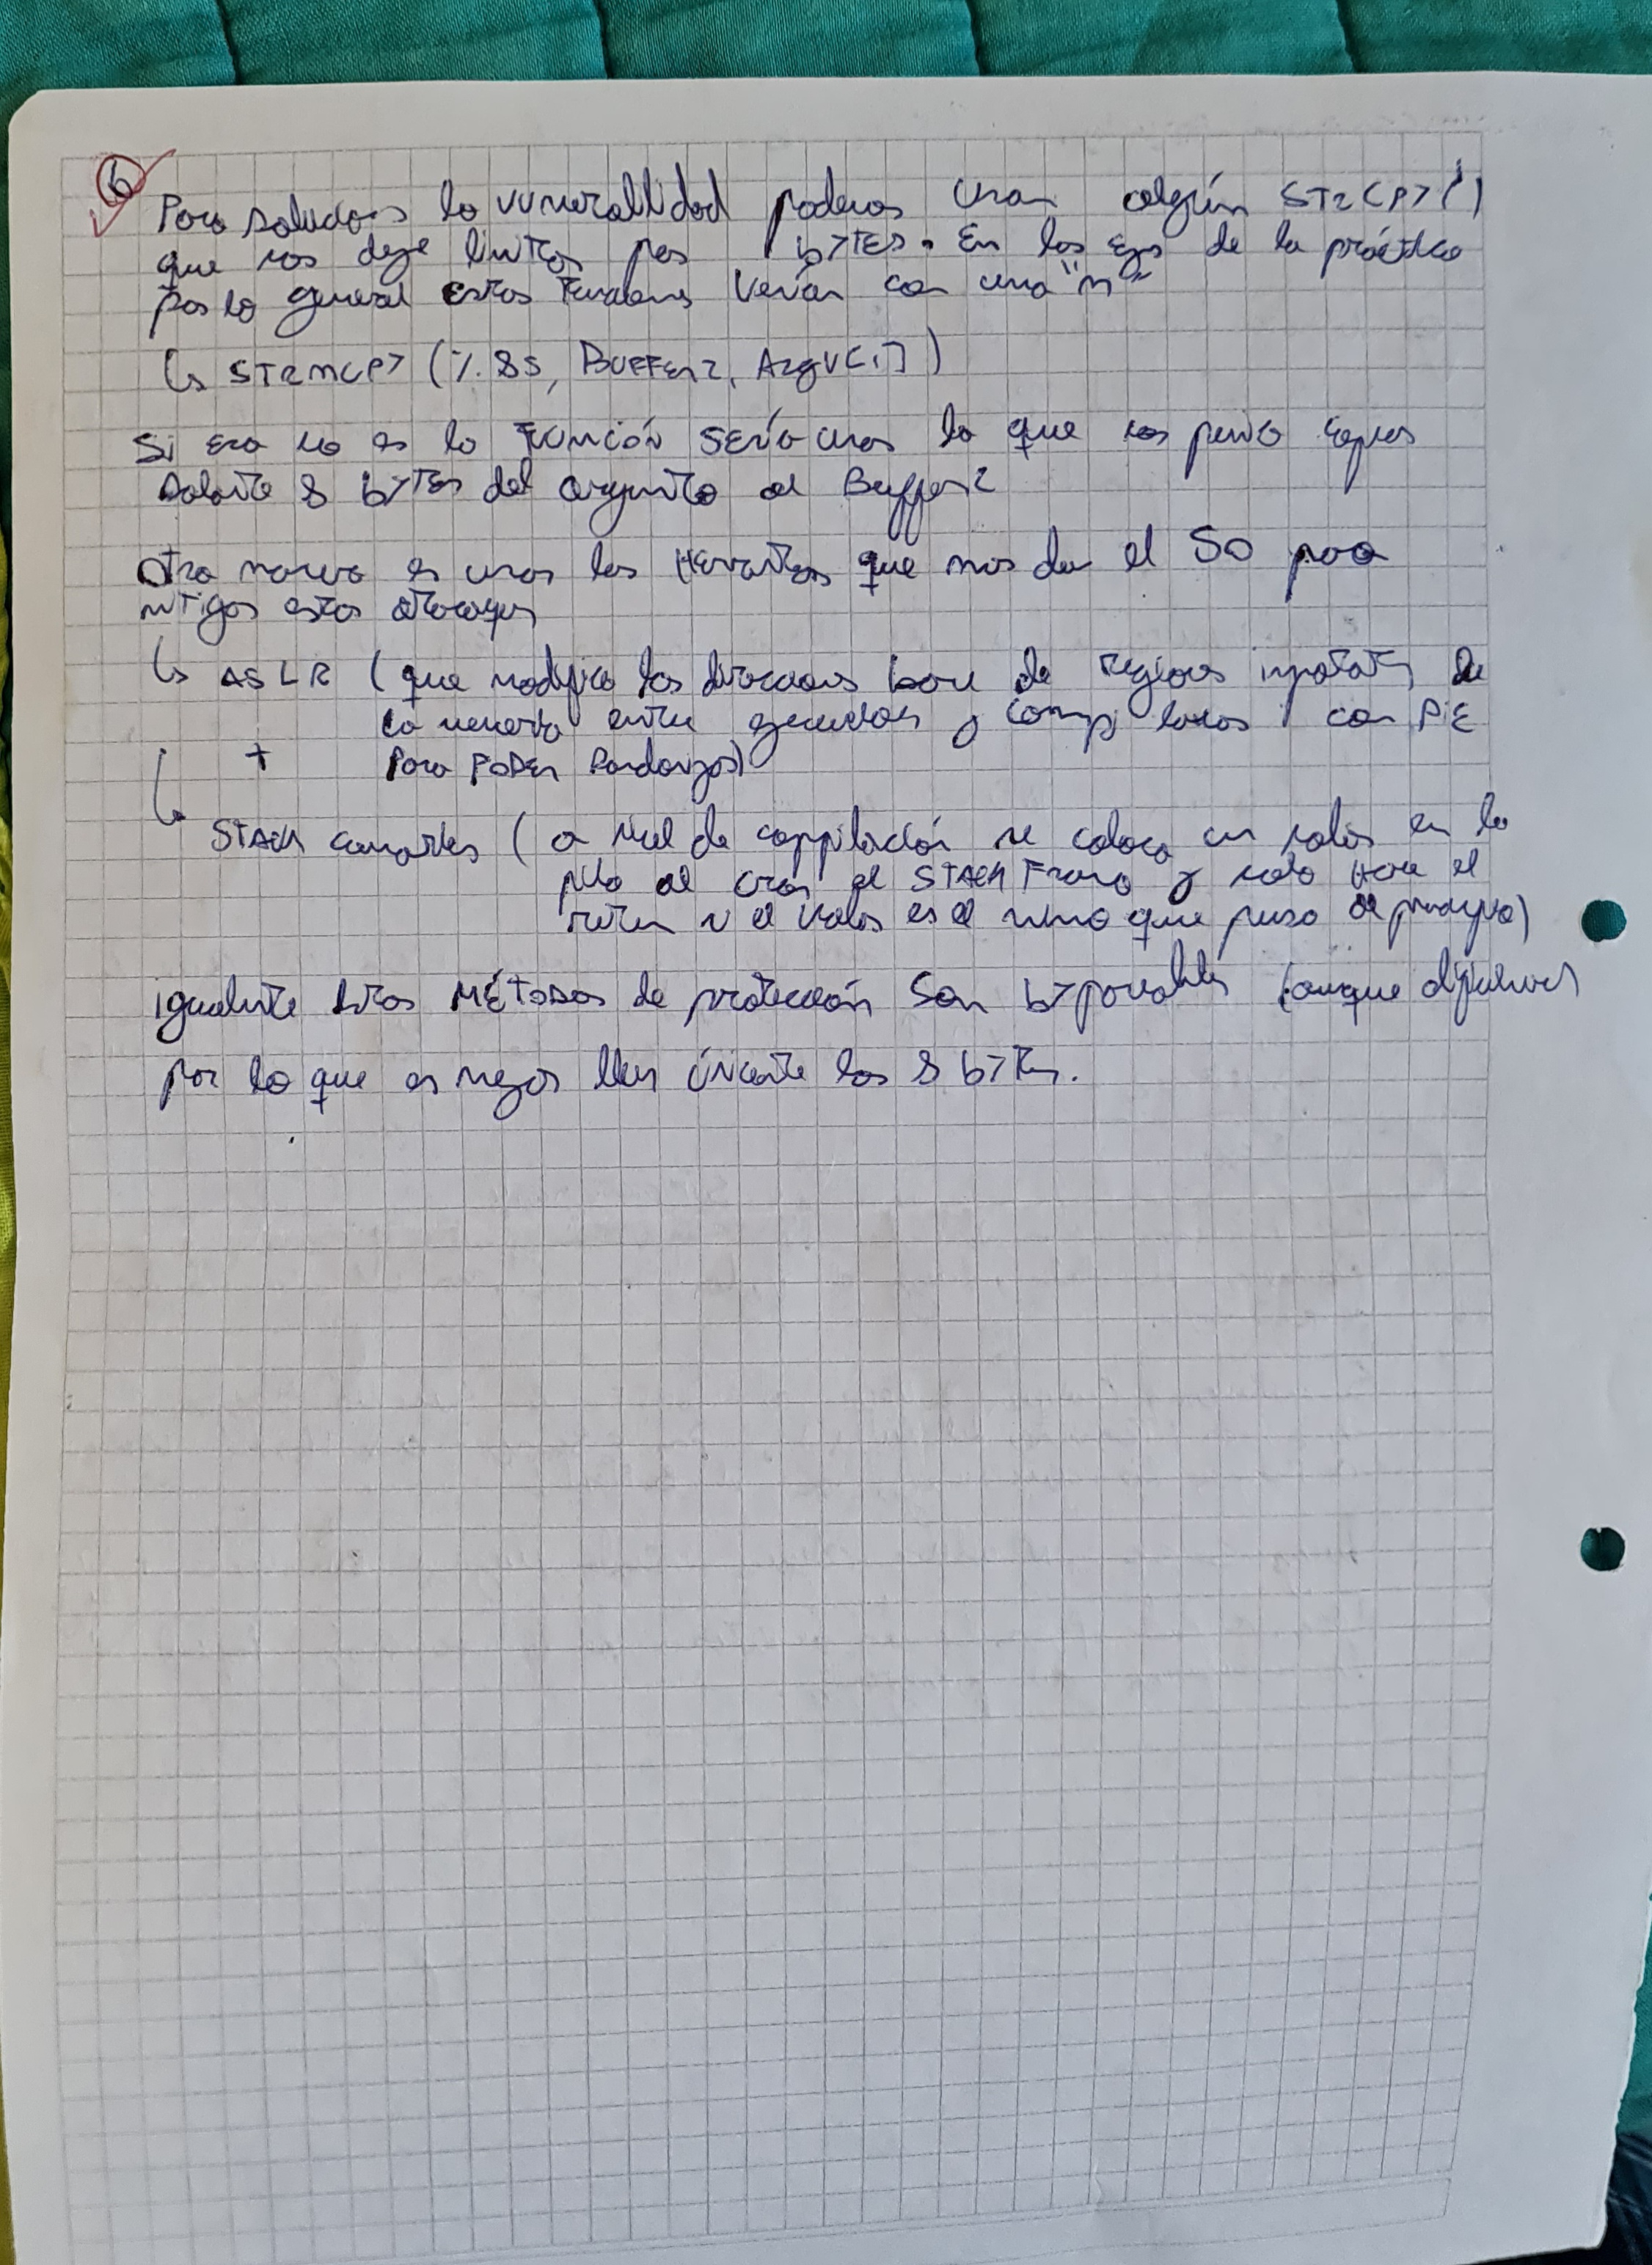 6
Para solucionar la vulnerabilidad podemos usar algún STRCPY()
que nos deje limitar por bytes. En los ejs de la práctica
por lo general estas funciones venían con una "n"
↳ STRnCPY (%8s, BUFFER2, ArgV[1])
Si esa no es la función sería usar la que nos permita copiar
solamente 8 bytes del argumento al Buffer2
Otra manera es usar las Herramientas que nos da el SO para
mitigar estos ataques
↳ ASLR (que modifica las direcciones base de regiones importantes de
la memoria entre ejecuciones y compilarlos con PIE
+ Para PODER Randomizar)
↳ STACK canaries (a nivel de compilación se coloca un valor en la
pila al crear el STACK Frame y solo Hace el
return si el valor es el mismo que puso al principio)
igualmente estos MÉTODOS de protección son bypasseables (aunque difíciles)
por lo que es mejor leer únicamente los 8 bytes.